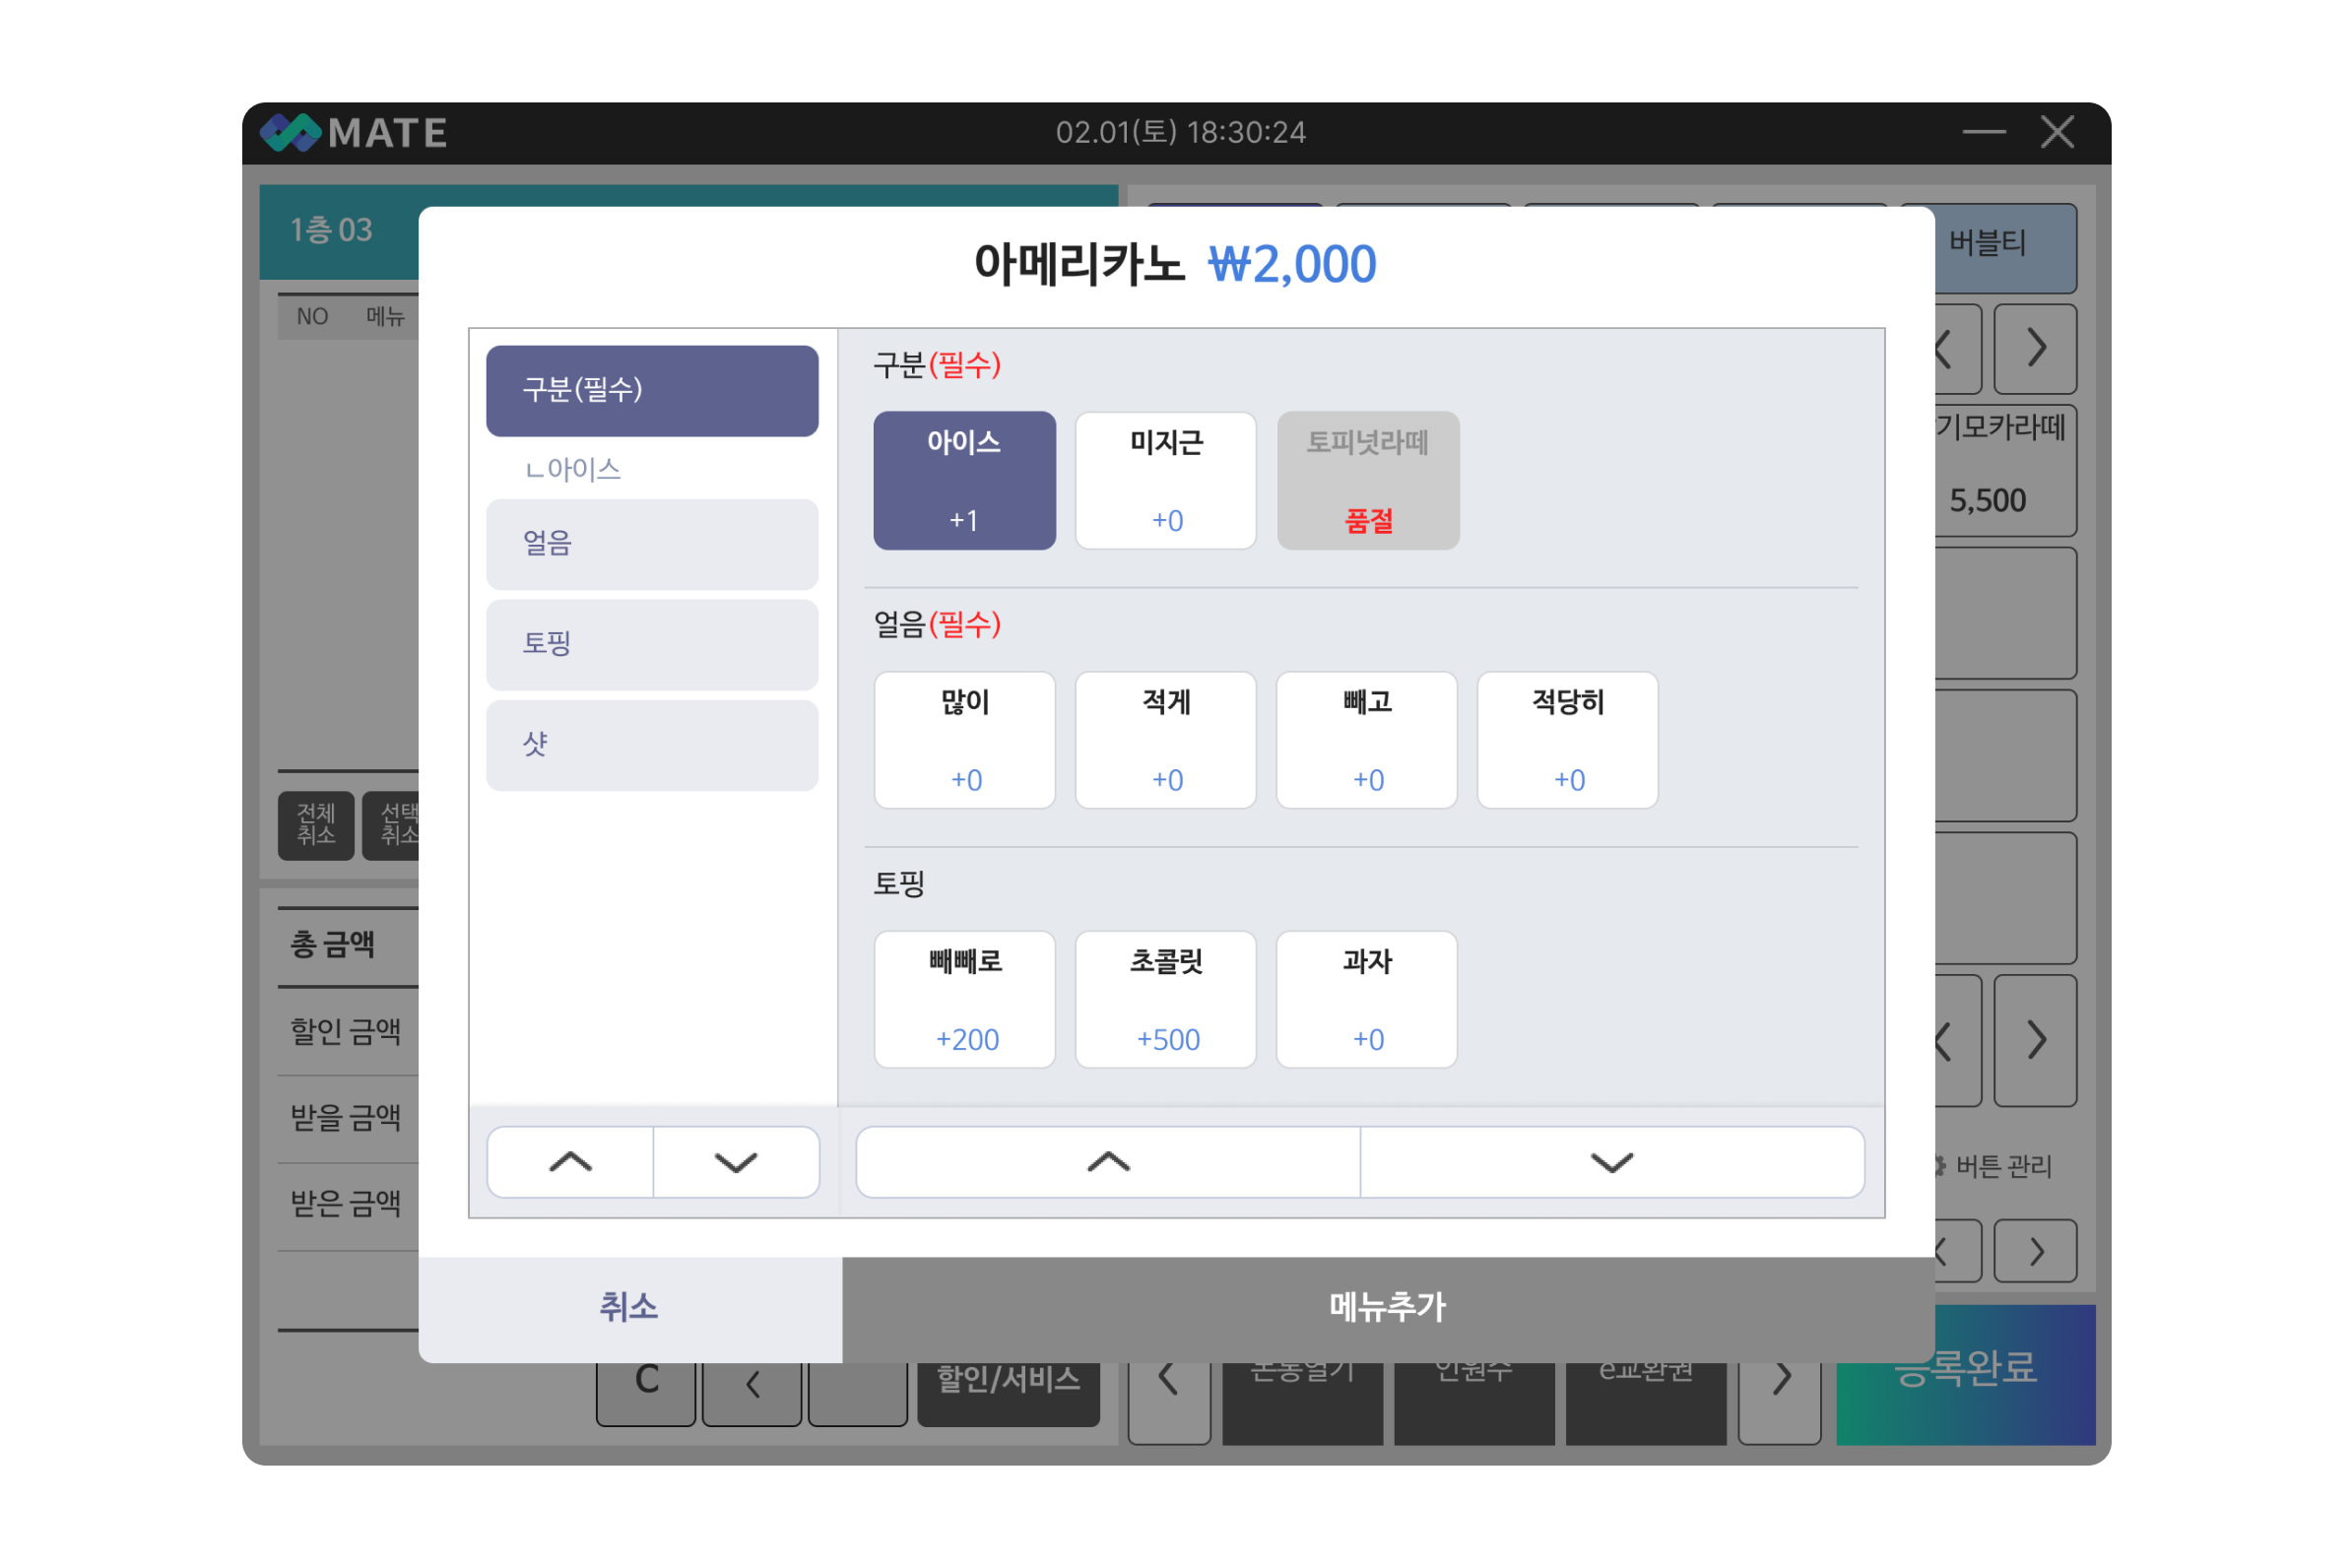 MATE
02.01(토) 18:30:24
1층 03
버블티
아메리카노 ₩2,000
NO 메뉴
구분(필수)
ㄴ아이스
얼음
토핑
샷
구분(필수)
아이스 미지근 토피넛라떼
+1 +0 품절
얼음(필수)
많이 적게 빼고 적당히
+0 +0 +0 +0
토핑
빼빼로 초콜릿 과자
+200 +500 +0
기모카라떼
5,500
전체
취소
선택
취소
총 금액
할인 금액
받을 금액
받은 금액
버튼 관리
취소 메뉴추가
C 할인/서비스 돈통열기 인원수 e교환권 등록완료